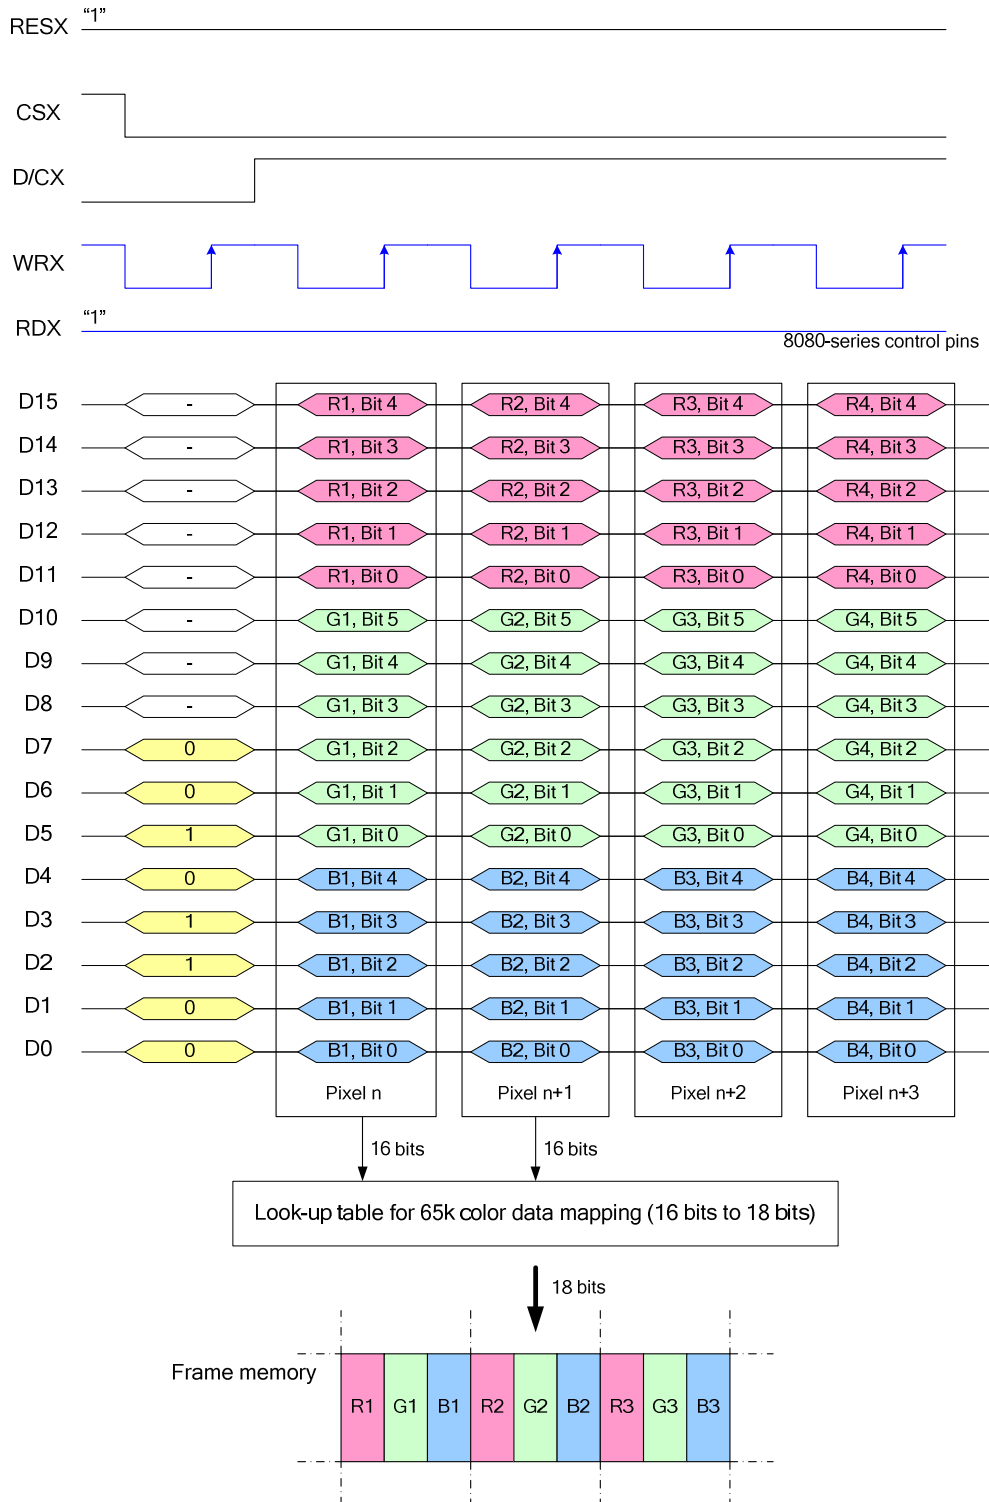 RESX "1"
CSX
D/CX
WRX
RDX "1"
8080-series control pins
D15 - R1, Bit 4 R2, Bit 4 R3, Bit 4 R4, Bit 4
D14 - R1, Bit 3 R2, Bit 3 R3, Bit 3 R4, Bit 3
D13 - R1, Bit 2 R2, Bit 2 R3, Bit 2 R4, Bit 2
D12 - R1, Bit 1 R2, Bit 1 R3, Bit 1 R4, Bit 1
D11 - R1, Bit 0 R2, Bit 0 R3, Bit 0 R4, Bit 0
D10 - G1, Bit 5 G2, Bit 5 G3, Bit 5 G4, Bit 5
D9 - G1, Bit 4 G2, Bit 4 G3, Bit 4 G4, Bit 4
D8 - G1, Bit 3 G2, Bit 3 G3, Bit 3 G4, Bit 3
D7 0 G1, Bit 2 G2, Bit 2 G3, Bit 2 G4, Bit 2
D6 0 G1, Bit 1 G2, Bit 1 G3, Bit 1 G4, Bit 1
D5 1 G1, Bit 0 G2, Bit 0 G3, Bit 0 G4, Bit 0
D4 0 B1, Bit 4 B2, Bit 4 B3, Bit 4 B4, Bit 4
D3 1 B1, Bit 3 B2, Bit 3 B3, Bit 3 B4, Bit 3
D2 1 B1, Bit 2 B2, Bit 2 B3, Bit 2 B4, Bit 2
D1 0 B1, Bit 1 B2, Bit 1 B3, Bit 1 B4, Bit 1
D0 0 B1, Bit 0 B2, Bit 0 B3, Bit 0 B4, Bit 0
Pixel n Pixel n+1 Pixel n+2 Pixel n+3
16 bits 16 bits
Look-up table for 65k color data mapping (16 bits to 18 bits)
18 bits
Frame memory
R1 G1 B1 R2 G2 B2 R3 G3 B3